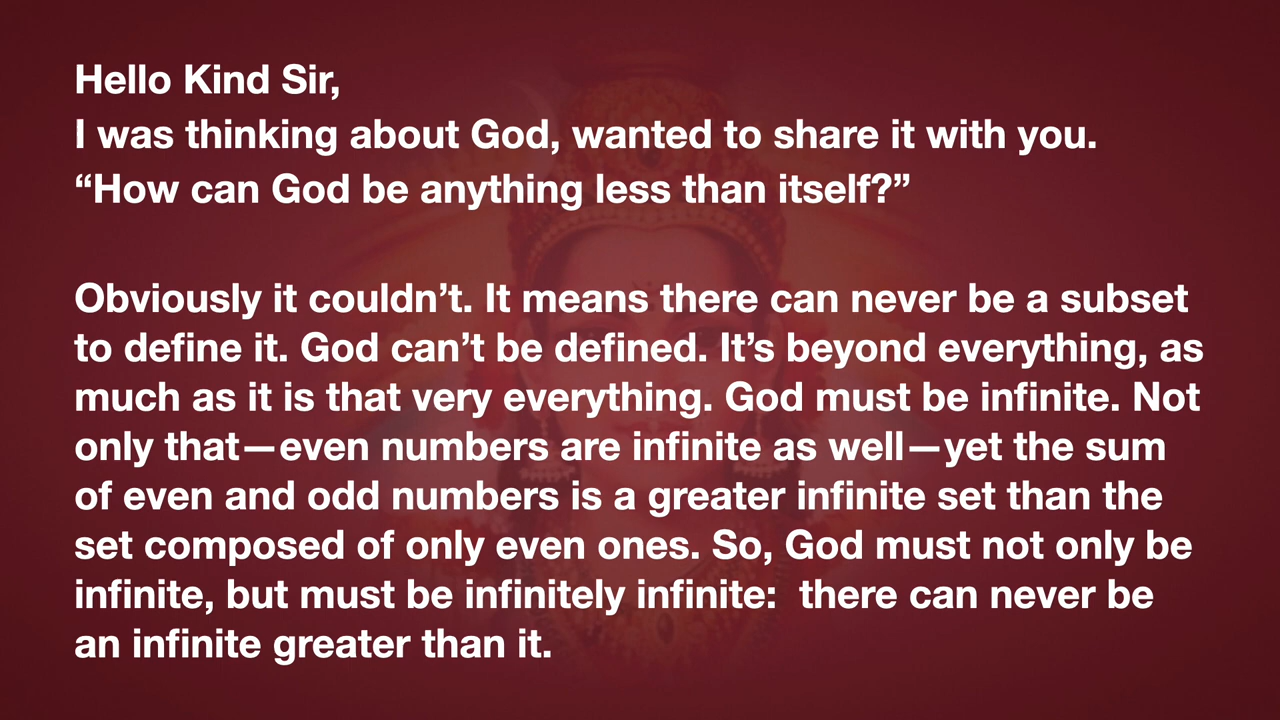 Hello Kind Sir,
I was thinking about God, wanted to share it with you.
“How can God be anything less than itself?”
Obviously it couldn’t. It means there can never be a subset
to define it. God can’t be defined. It’s beyond everything, as
much as it is that very everything. God must be infinite. Not
only that—even numbers are infinite as well—yet the sum
of even and odd numbers is a greater infinite set than the
set composed of only even ones. So, God must not only be
infinite, but must be infinitely infinite:  there can never be
an infinite greater than it.